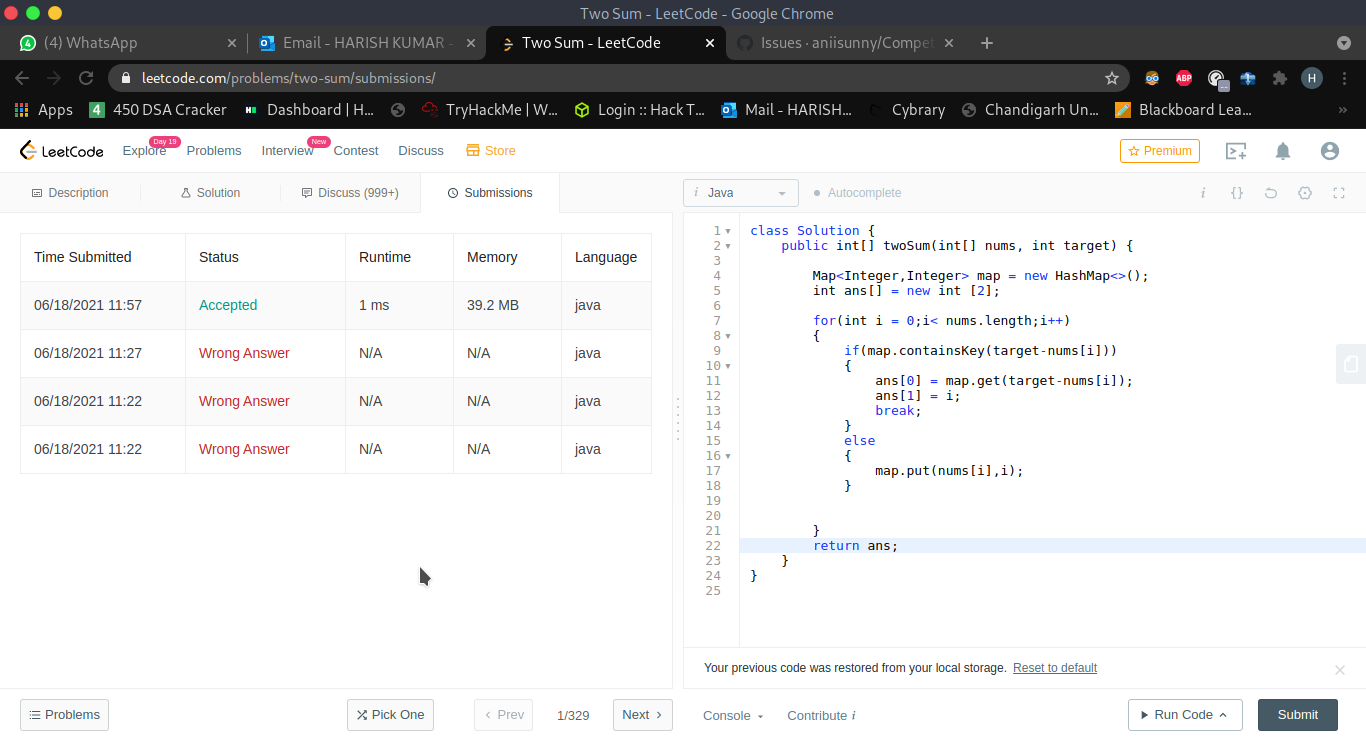 Two Sum - LeetCode - Google Chrome
(4) WhatsApp
Email - HARISH KUMAR -
Two Sum - LeetCode
Issues · aniisunny/Compet
leetcode.com/problems/two-sum/submissions/
ABP
H
Apps
4 450 DSA Cracker
Dashboard | H...
TryHackMe | W...
Login :: Hack T...
Mail - HARISH...
Cybrary
Chandigarh Un...
Blackboard Lea...
»
LeetCode
Explore Day 19
Problems
Interview New
Contest
Discuss
Store
Premium
Description
Solution
Discuss (999+)
Submissions
i Java
Autocomplete
i {}
Time Submitted Status Runtime Memory Language
06/18/2021 11:57 Accepted 1 ms 39.2 MB java
06/18/2021 11:27 Wrong Answer N/A N/A java
06/18/2021 11:22 Wrong Answer N/A N/A java
06/18/2021 11:22 Wrong Answer N/A N/A java
1 class Solution {
2 public int[] twoSum(int[] nums, int target) {
3
4 Map<Integer,Integer> map = new HashMap<>();
5 int ans[] = new int [2];
6
7 for(int i = 0;i< nums.length;i++)
8 {
9 if(map.containsKey(target-nums[i]))
10 {
11 ans[0] = map.get(target-nums[i]);
12 ans[1] = i;
13 break;
14 }
15 else
16 {
17 map.put(nums[i],i);
18 }
19
20
21 }
22 return ans;
23 }
24 }
25
Your previous code was restored from your local storage. Reset to default
Problems
Pick One
Prev
1/329
Next
Console
Contribute i
Run Code
Submit